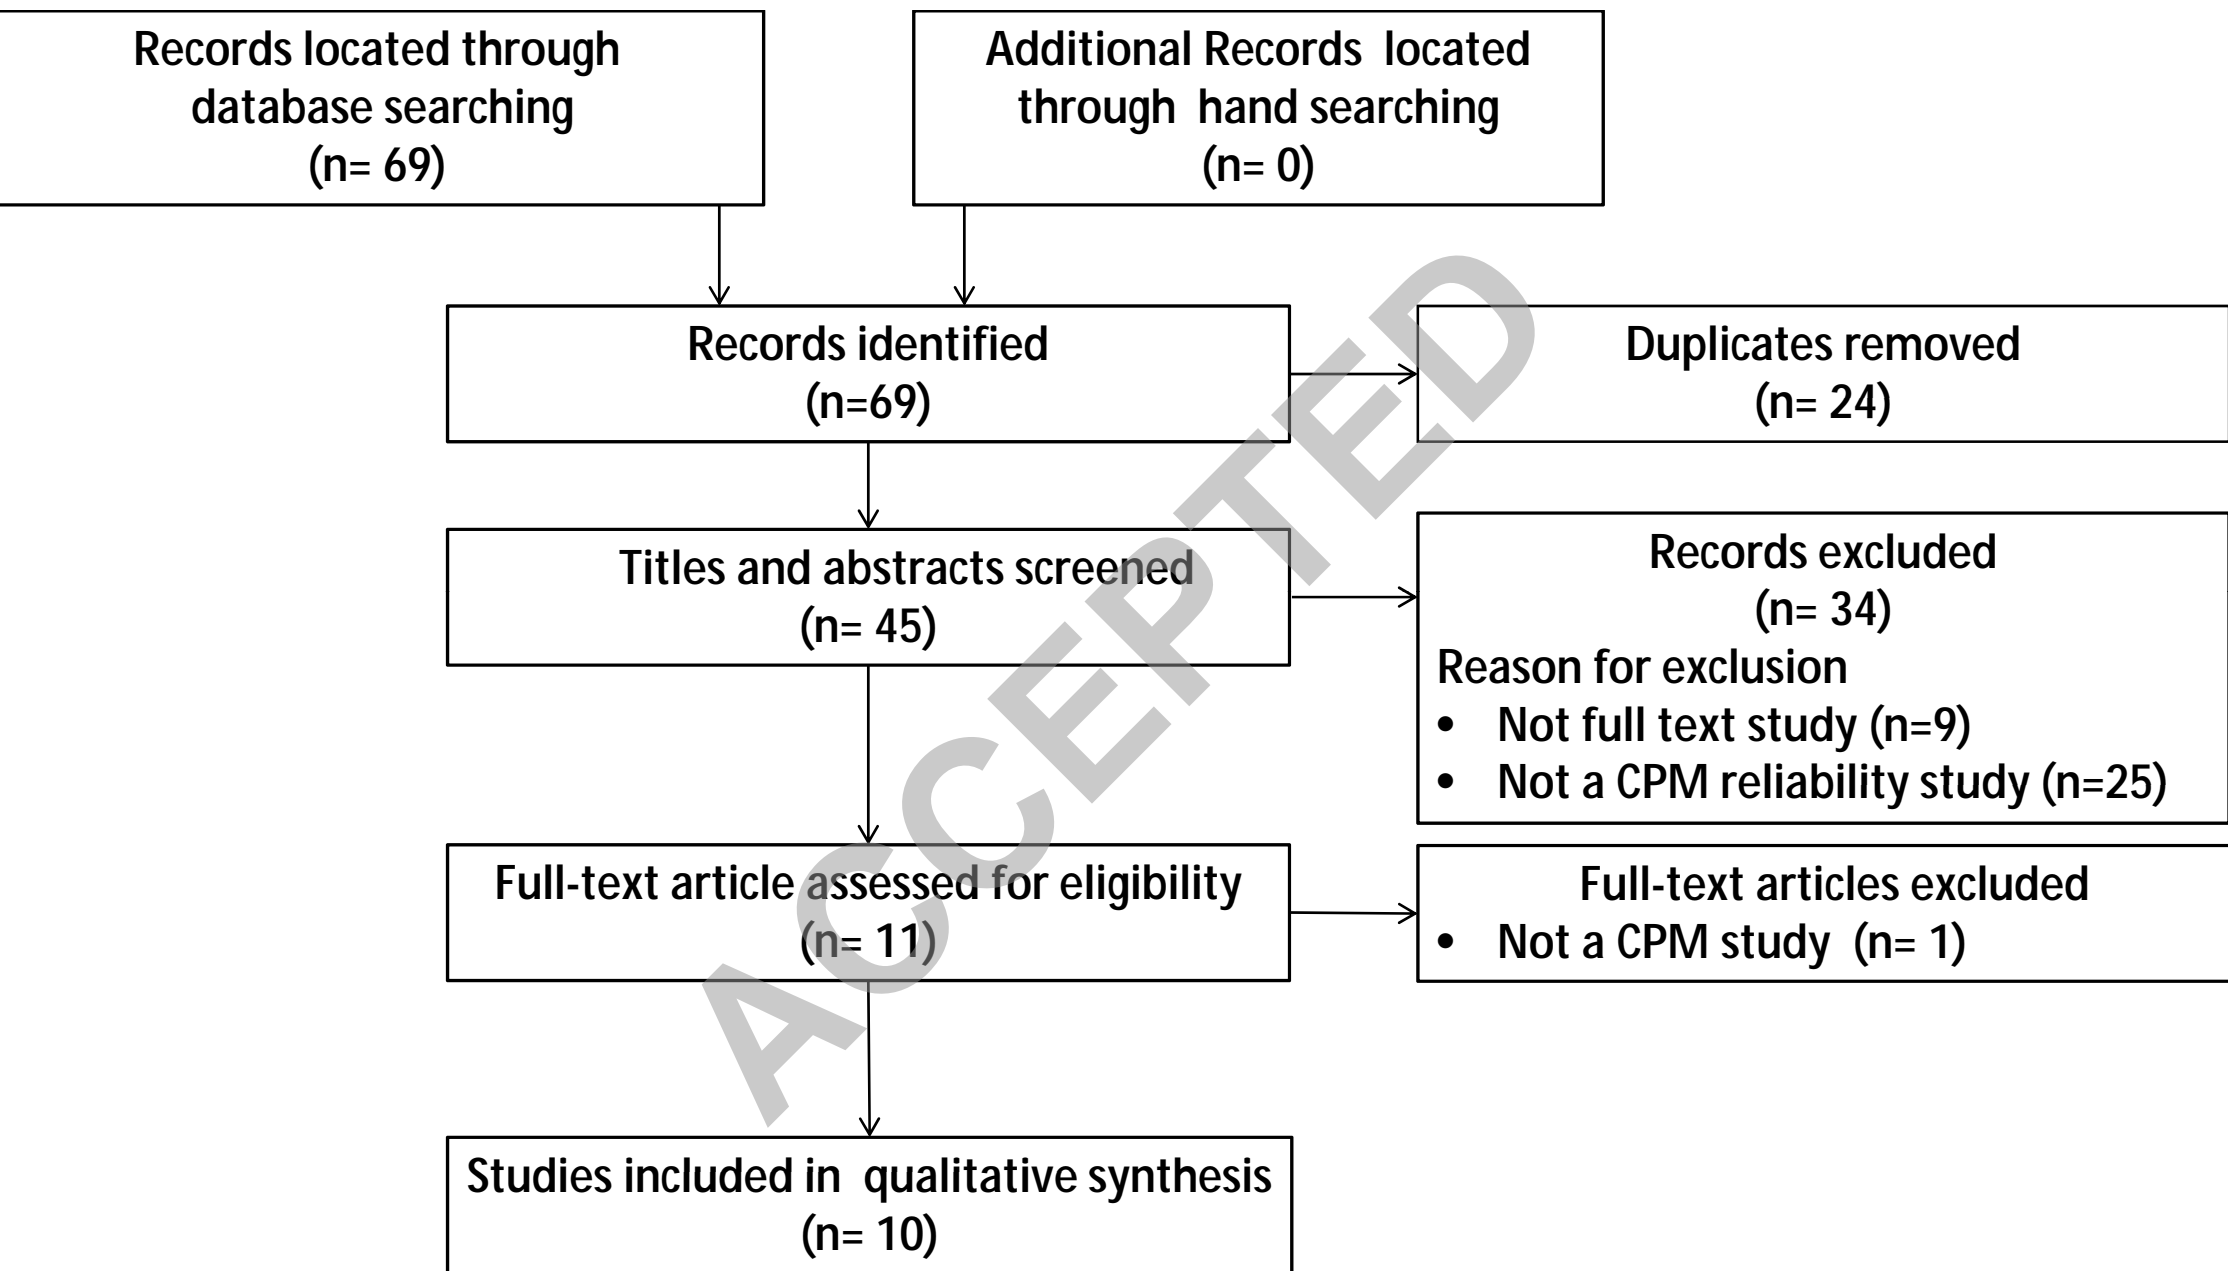 Records located through
database searching
(n= 69)
Additional Records located
through hand searching
(n= 0)
Records identified
(n=69)
Duplicates removed
(n= 24)
Titles and abstracts screened
(n= 45)
Records excluded
(n= 34)
Reason for exclusion
• Not full text study (n=9)
• Not a CPM reliability study (n=25)
Full-text article assessed for eligibility
(n= 11)
Full-text articles excluded
• Not a CPM study (n= 1)
Studies included in qualitative synthesis
(n= 10)
ACCEPTED